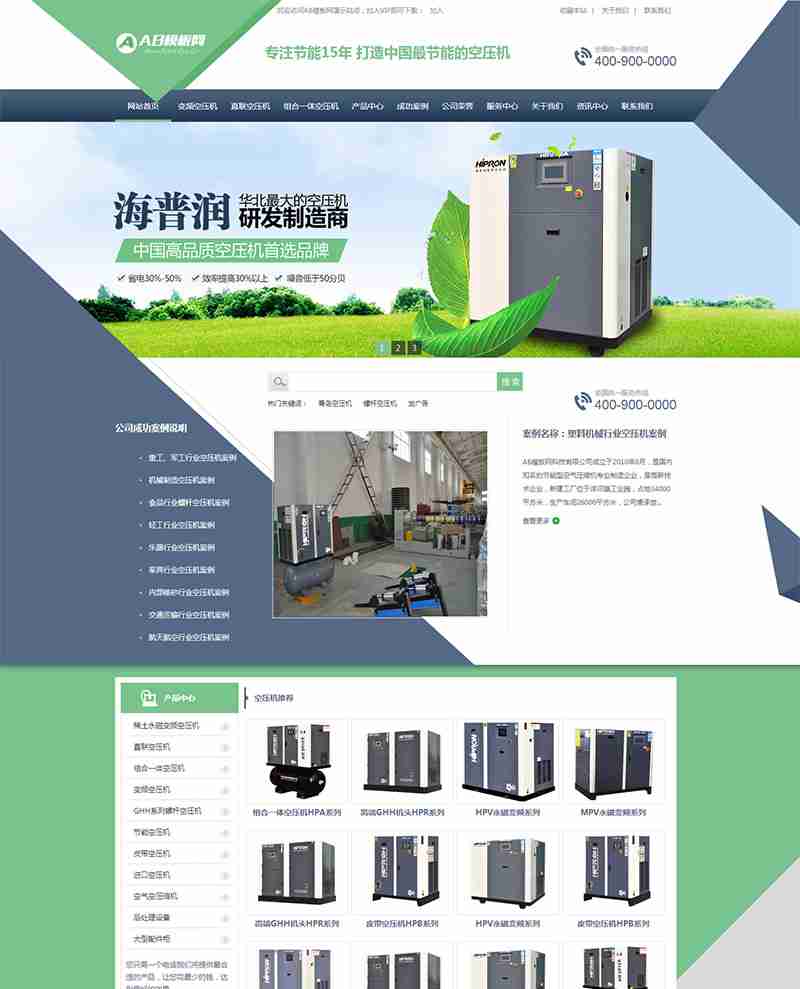 欢迎访问AB模板网演示站点，加入VIP即可下载： 加入
收藏本站 | 关于我们 | 联系我们
AB模板网
专注节能15年 打造中国最节能的空压机
全国统一服务热线
400-900-0000
网站首页 变频空压机 直联空压机 组合一体空压机 产品中心 成功案例 公司荣誉 服务中心 关于我们 资讯中心 联系我们
HIPRON
海普润
华北最大的空压机
研发制造商
中国高品质空压机首选品牌
省电30%-50% 效率提高30%以上 噪音低于50分贝
1 2 3
搜索
热门关键词： 青岛空压机 螺杆空压机
全国统一服务热线
400-900-0000
公司成功案例说明
重工、军工行业空压机案例
机械制造空压机案例
食品行业螺杆空压机案例
轻工行业空压机案例
乐器行业空压机案例
家具行业空压机案例
内部喷砂行业空压机案例
交通运输行业空压机案例
航天航空行业空压机案例
HIPRON
案例名称：塑料机械行业空压机案例
AB模板网科技有限公司成立于2010年8月，是国内
知名的节能型空气压缩机专业制造企业，是高新技
术企业，新建工厂位于洋河镇工业园，占地34000
平方米，生产车间26000平方米，公司秉承世...
查看更多
产品中心
稀土永磁变频空压机
直联空压机
组合一体空压机
变频空压机
GHH系列螺杆空压机
节能空压机
皮带空压机
进口空压机
空气空压缩机
后处理设备
大型配件柜
您只需一个电话我们将提供最合
适的产品，让您花最少的钱，达
空压机推荐
组合一体空压机HPA系列
高端GHH机头HPR系列
HPV永磁变频系列
MPV永磁变频系列
高端GHH机头HPR系列
皮带空压机HPB系列
HPV永磁变频系列
皮带空压机HPB系列